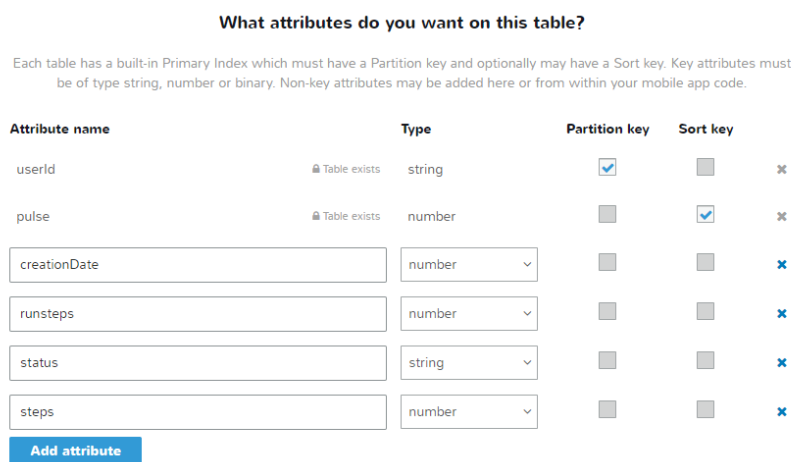 What attributes do you want on this table?
Each table has a built-in Primary Index which must have a Partition key and optionally may have a Sort key. Key attributes must
be of type string, number or binary. Non-key attributes may be added here or from within your mobile app code.
Attribute name Type Partition key Sort key
userId Table exists string
pulse Table exists number
creationDate number
runsteps number
status string
steps number
Add attribute